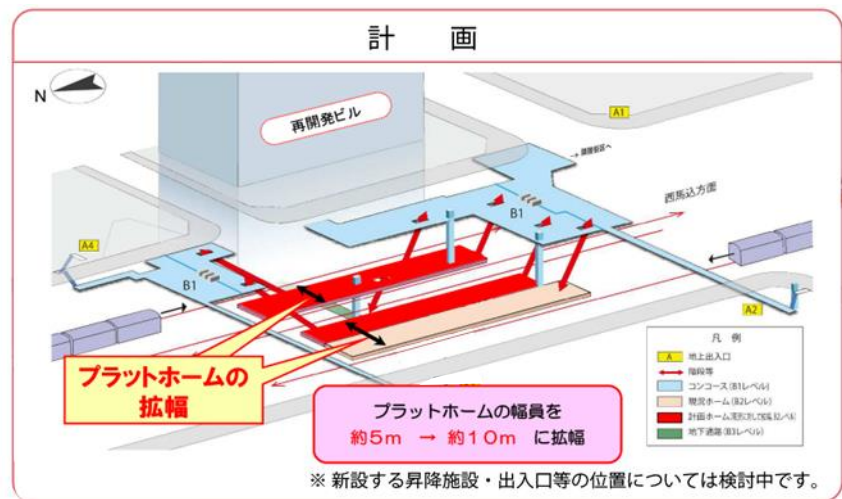 計 画
N
再開発ビル
A1
西馬込方面
B1
A4
B1
A2
プラットホームの
拡幅
プラットホームの幅員を
約5m → 約10m に拡幅
凡 例
A 地上出入口
階段等
コンコース(B1レベル)
現況ホーム(B2レベル)
地下通路(B3レベル)
※ 新設する昇降施設・出入口等の位置については検討中です。